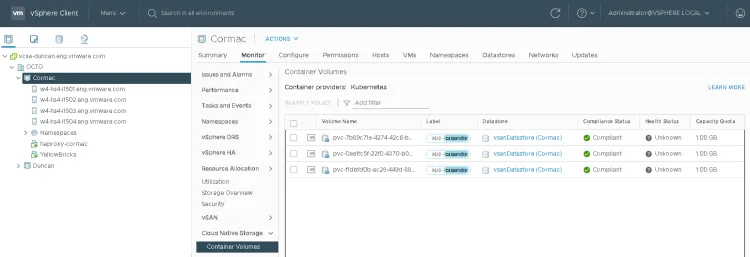 vm vSphere Client Menu Search in all environments Administrator@VSPHERE.LOCAL
vcsa-duncan.eng.vmware.com
OCTO
Cormac
w4-hs4-i1501.eng.vmware.com
w4-hs4-i1502.eng.vmware.com
w4-hs4-i1503.eng.vmware.com
w4-hs4-i1504.eng.vmware.com
Namespaces
haproxy-cormac
YellowBricks
Duncan
Cormac ACTIONS
Summary Monitor Configure Permissions Hosts VMs Namespaces Datastores Networks Updates
Issues and Alarms
Performance
Tasks and Events
Namespaces
vSphere DRS
vSphere HA
Resource Allocation
Utilization
Storage Overview
Security
vSAN
Cloud Native Storage
Container Volumes
Container Volumes
Container providers: Kubernetes LEARN MORE
REAPPLY POLICY Add filter
Volume Name Label Datastore Compliance Status Health Status Capacity Quota
pvc-7b89c71e-4274-42c6-b... app cassandra vsanDatastore (Cormac) Compliant Unknown 1.00 GB
pvc-0ee1fc5f-22f0-4370-b0... app cassandra vsanDatastore (Cormac) Compliant Unknown 1.00 GB
pvc-f1dbfd0b-ac28-449d-88... app cassandra vsanDatastore (Cormac) Compliant Unknown 1.00 GB